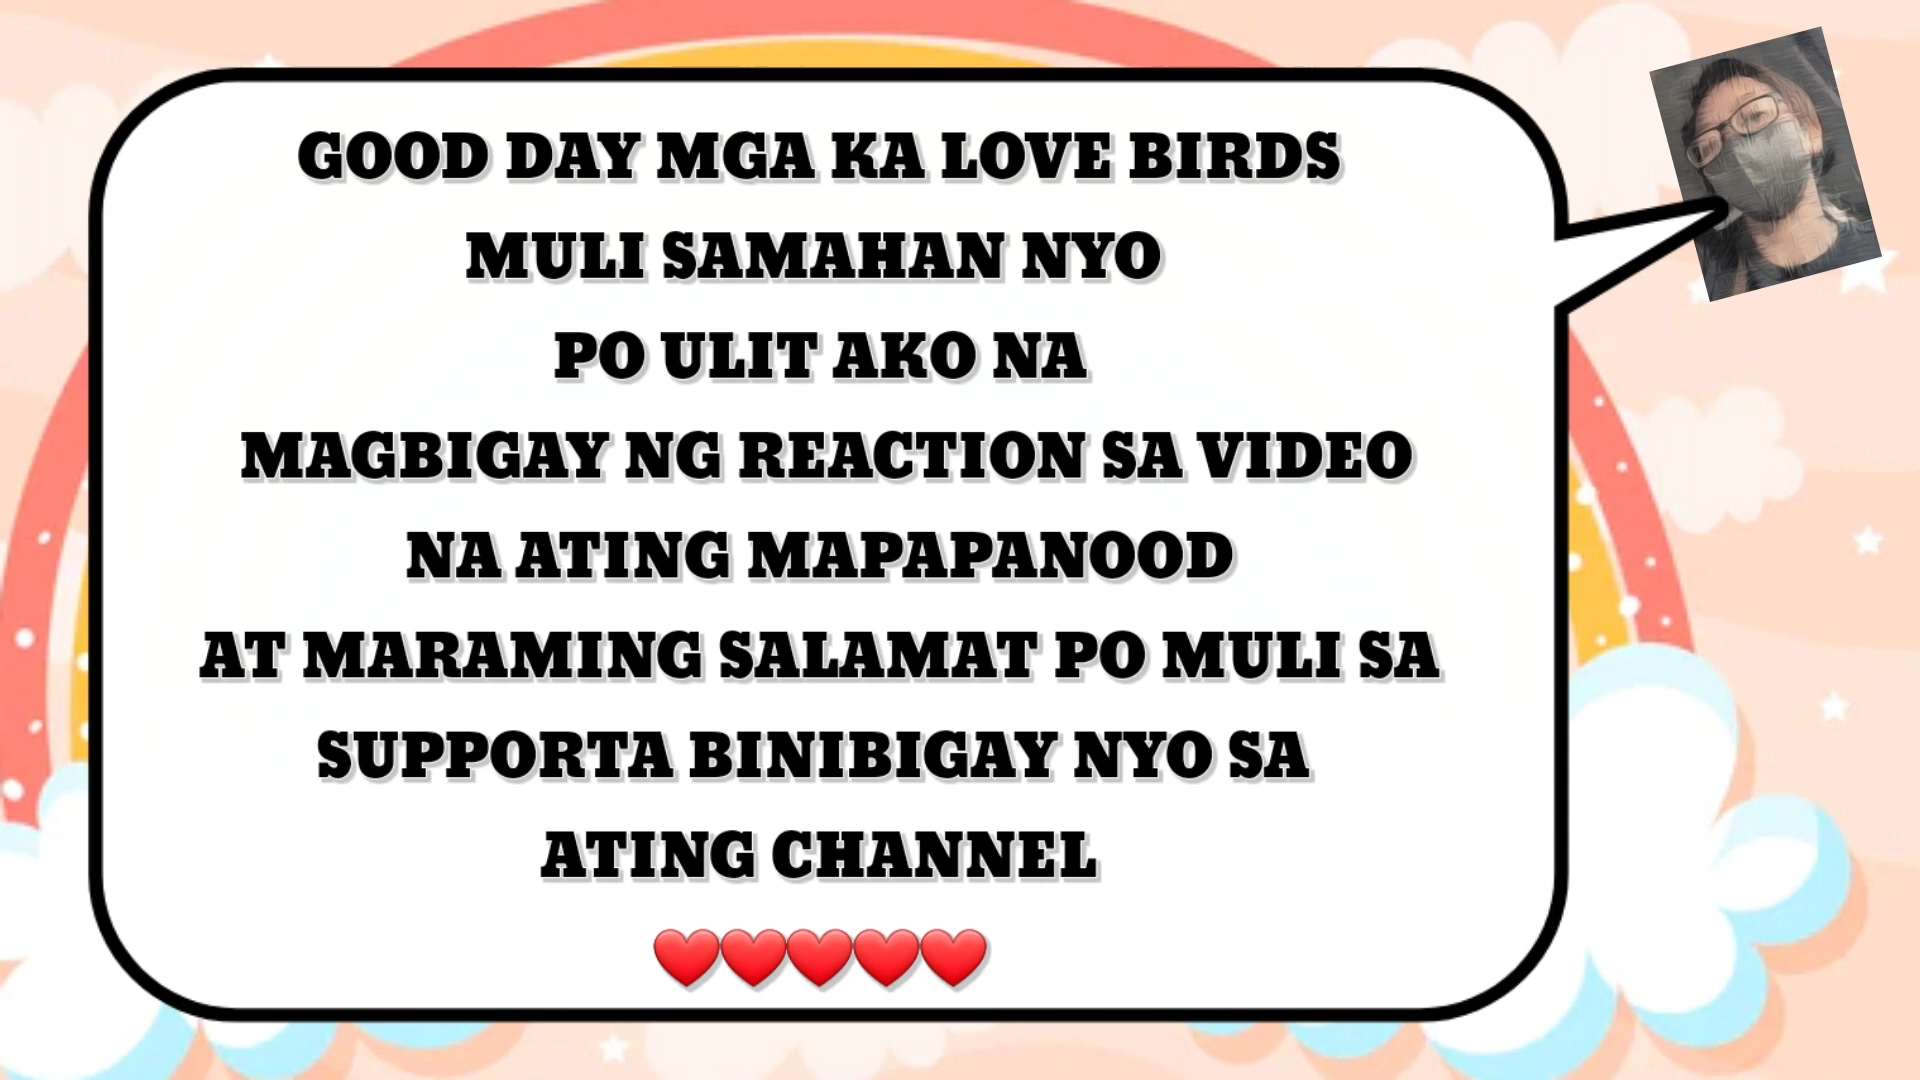 GOOD DAY MGA KA LOVE BIRDS
MULI SAMAHAN NYO
PO ULIT AKO NA
MAGBIGAY NG REACTION SA VIDEO
NA ATING MAPAPANOOD
AT MARAMING SALAMAT PO MULI SA
SUPPORTA BINIBIGAY NYO SA
ATING CHANNEL
❤️❤️❤️❤️❤️